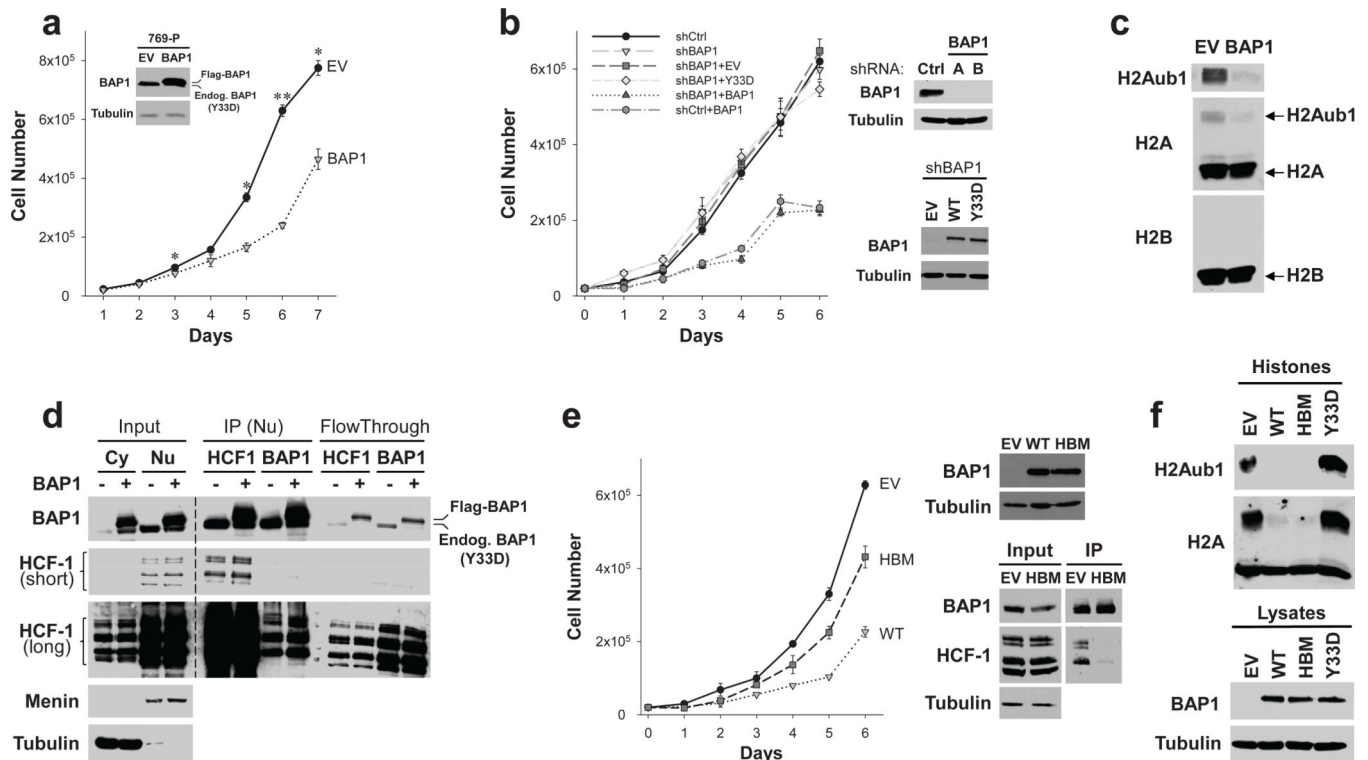 a
769-P
EV BAP1
BAP1
Flag-BAP1
Endog. BAP1
(Y33D)
Tubulin
Cell Number
8x10⁵
6x10⁵
4x10⁵
2x10⁵
0
*
*
*
**
*
EV
BAP1
1 2 3 4 5 6 7
Days
b
shCtrl
shBAP1
shBAP1+EV
shBAP1+Y33D
shBAP1+BAP1
shCtrl+BAP1
Cell Number
6x10⁵
4x10⁵
2x10⁵
0
0 1 2 3 4 5 6
Days
BAP1
shRNA: Ctrl A B
BAP1
Tubulin
shBAP1
EV WT Y33D
BAP1
Tubulin
c
EV BAP1
H2Aub1
H2Aub1
H2A
H2A
H2B
H2B
d
Input IP (Nu) FlowThrough
Cy Nu HCF1 BAP1 HCF1 BAP1
BAP1 - + - + - + - + - + - +
BAP1
Flag-BAP1
Endog. BAP1
(Y33D)
HCF-1
(short)
HCF-1
(long)
Menin
Tubulin
e
Cell Number
6x10⁵
4x10⁵
2x10⁵
0
EV
HBM
WT
0 1 2 3 4 5 6
Days
EV WT HBM
BAP1
Tubulin
Input IP
EV HBM EV HBM
BAP1
HCF-1
Tubulin
f
Histones
EV WT HBM Y33D
H2Aub1
H2A
Lysates
EV WT HBM Y33D
BAP1
Tubulin